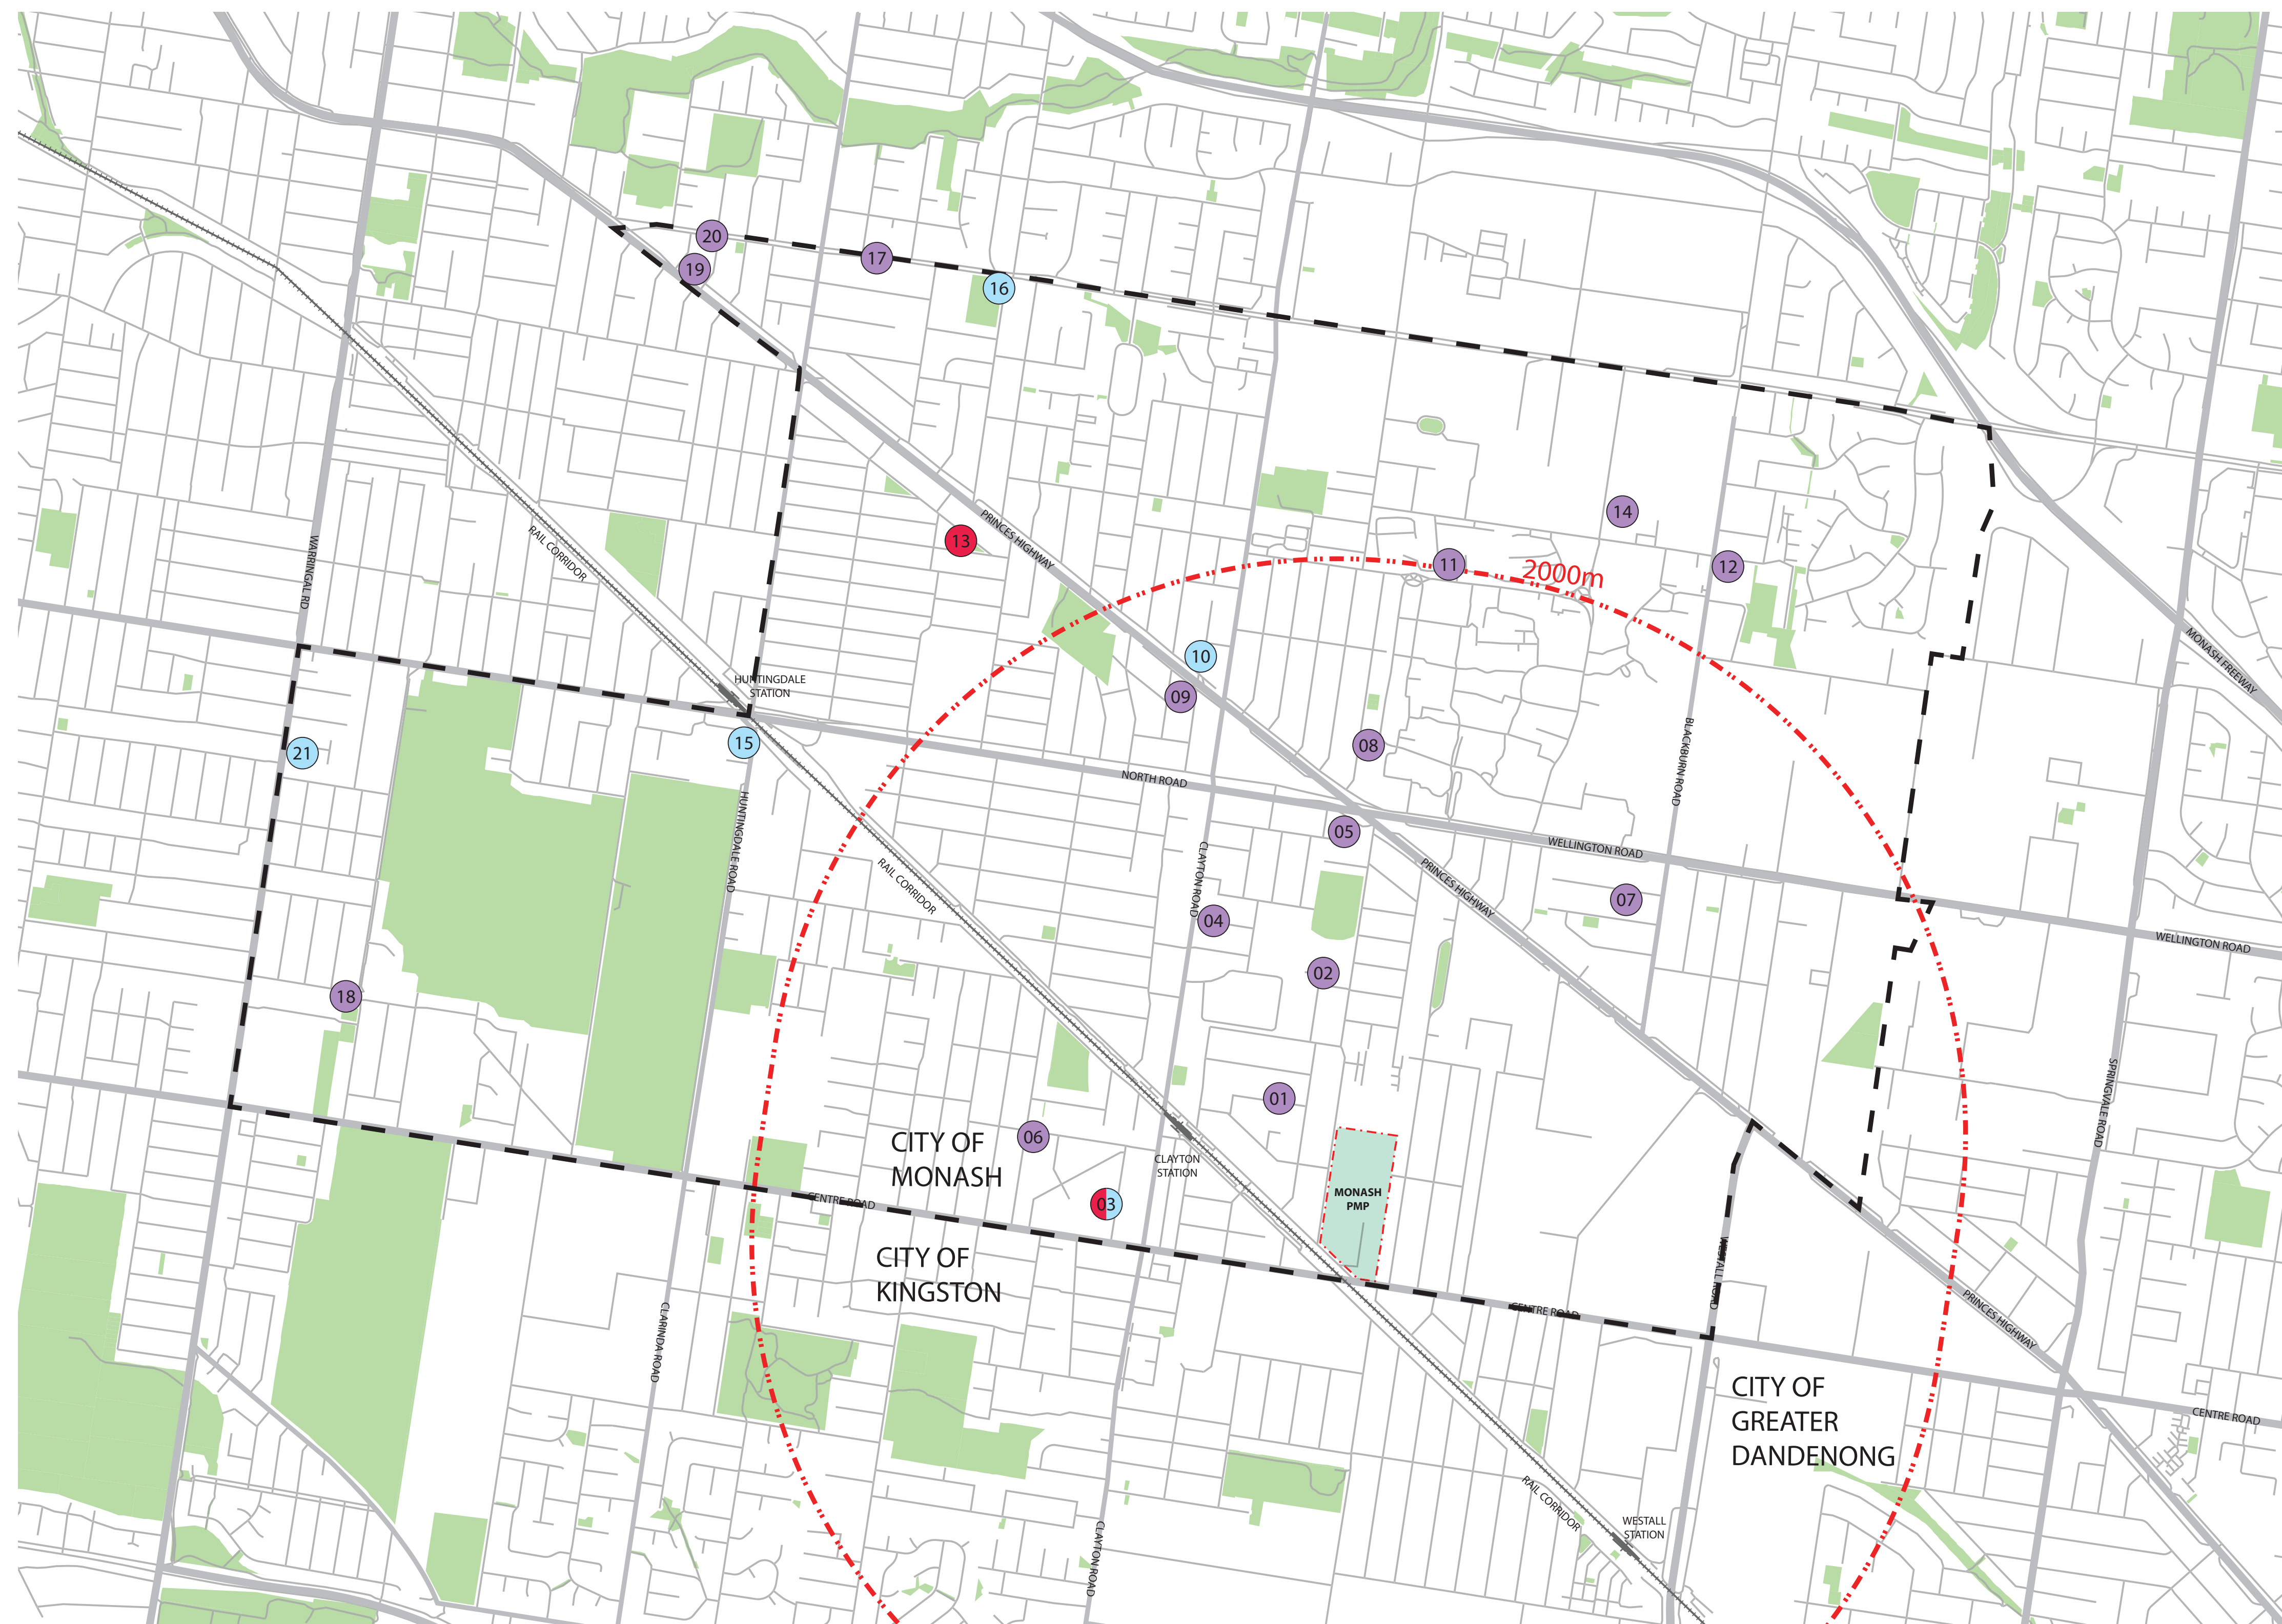 20
17
19
16
14
PRINCES HIGHWAY
13
RAIL CORRIDOR
WARRINGAL RD
11
2000m
12
MONASH FREEWAY
10
HUNTINGDALE
STATION
09
15
21
08
BLACKBURN ROAD
NORTH ROAD
05
HUNTINGDALE ROAD
WELLINGTON ROAD
RAIL CORRIDOR
CLAYTON ROAD
PRINCES HIGHWAY
07
04
WELLINGTON ROAD
02
18
01
SPRINGVALE ROAD
06
CITY OF
MONASH
CLAYTON
STATION
03
MONASH
PMP
CENTRE ROAD
CITY OF
KINGSTON
WESTALL ROAD
CENTRE ROAD
PRINCES HIGHWAY
CLARINDA ROAD
CITY OF
GREATER
DANDENONG
CENTRE ROAD
RAIL CORRIDOR
WESTALL
STATION
CLAYTON ROAD